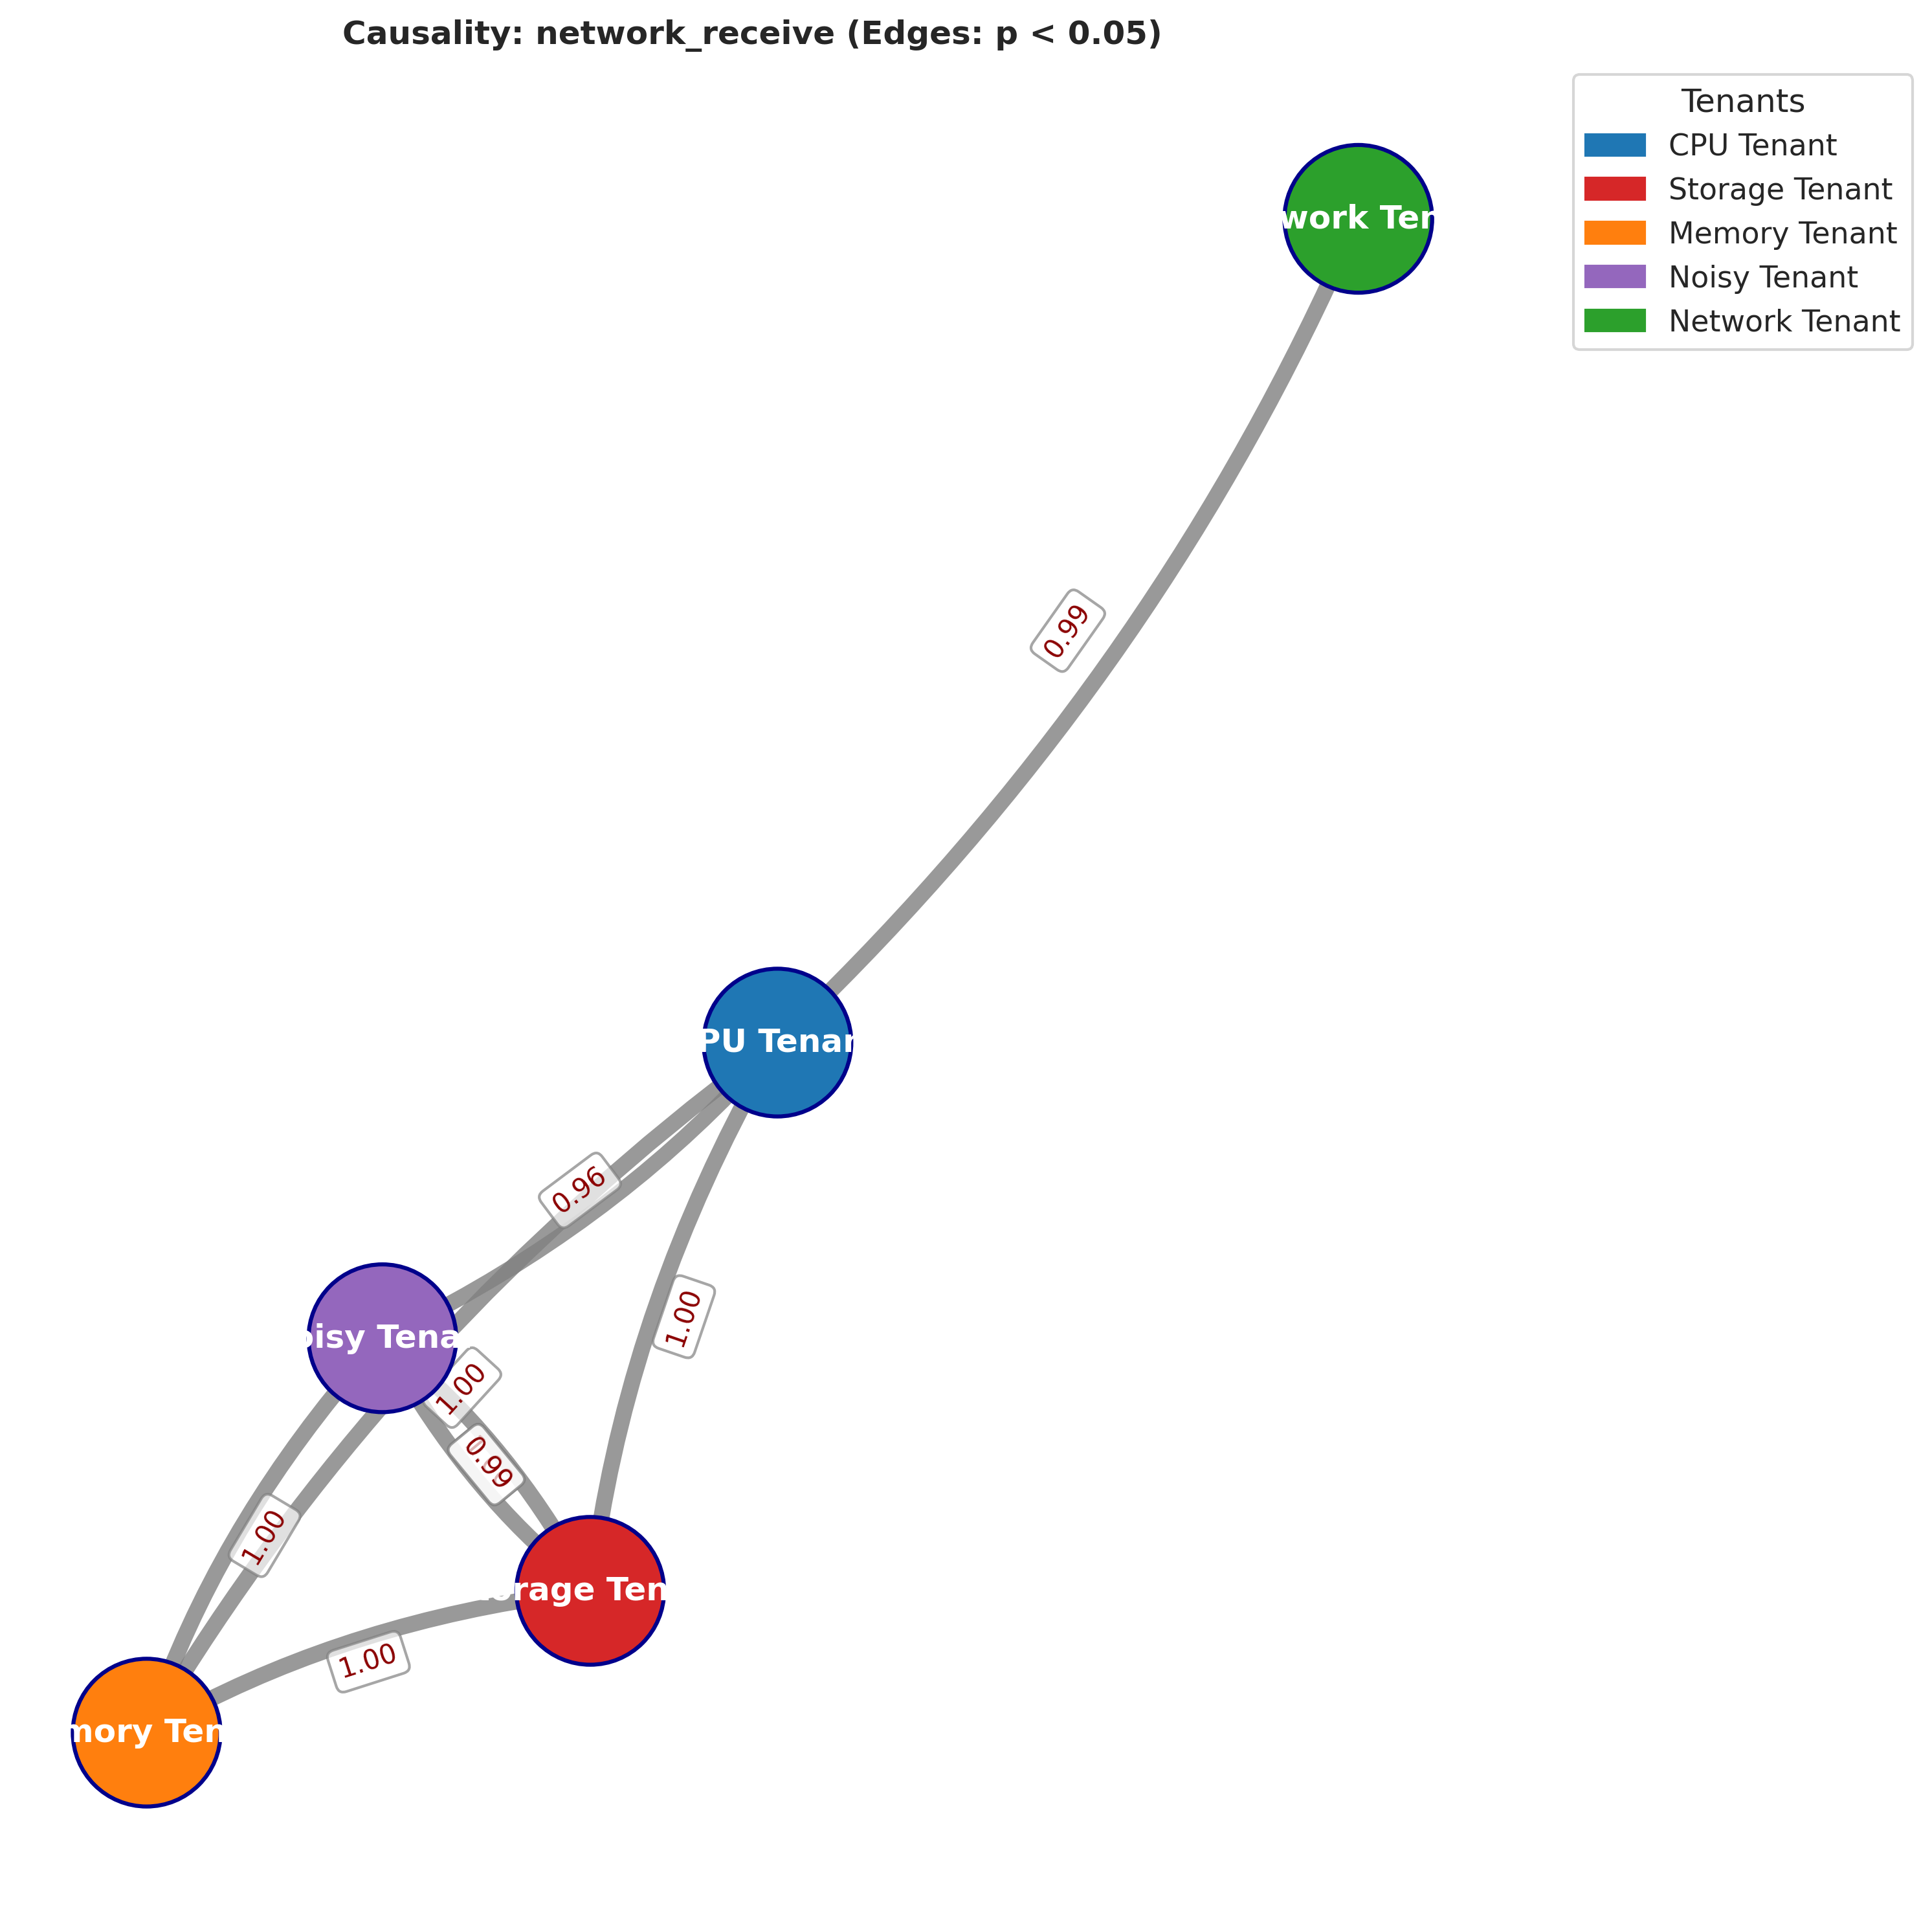 Causality: network_receive (Edges: p < 0.05)
Tenants
CPU Tenant
Storage Tenant
Memory Tenant
Noisy Tenant
Network Tenant
work Ten
0.99
PU Tenan
0.96
1.00
oisy Tena
1.00
0.99
1.00
orage Ten
1.00
mory Ten